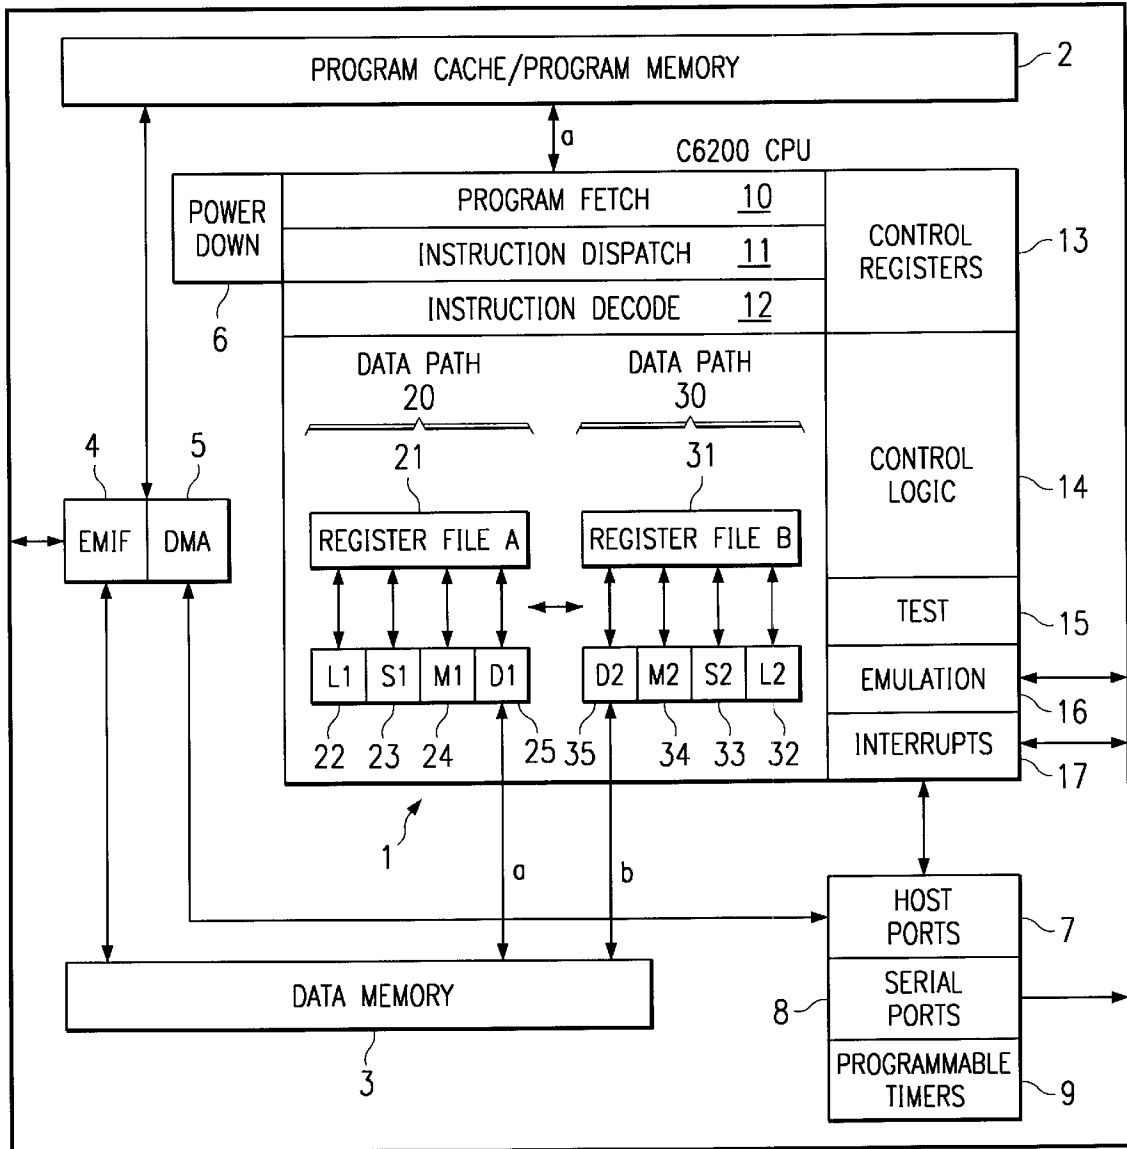 PROGRAM CACHE/PROGRAM MEMORY
2
a
C6200 CPU
POWER
DOWN
6
PROGRAM FETCH 10
INSTRUCTION DISPATCH 11
INSTRUCTION DECODE 12
CONTROL
REGISTERS
13
DATA PATH
20
DATA PATH
30
21
31
CONTROL
LOGIC
14
4
5
EMIF
DMA
REGISTER FILE A
REGISTER FILE B
TEST
15
L1
S1
M1
D1
D2
M2
S2
L2
EMULATION
16
22
23
24
25
35
34
33
32
INTERRUPTS
17
1
a
b
HOST
PORTS
7
DATA MEMORY
3
SERIAL
PORTS
8
PROGRAMMABLE
TIMERS
9